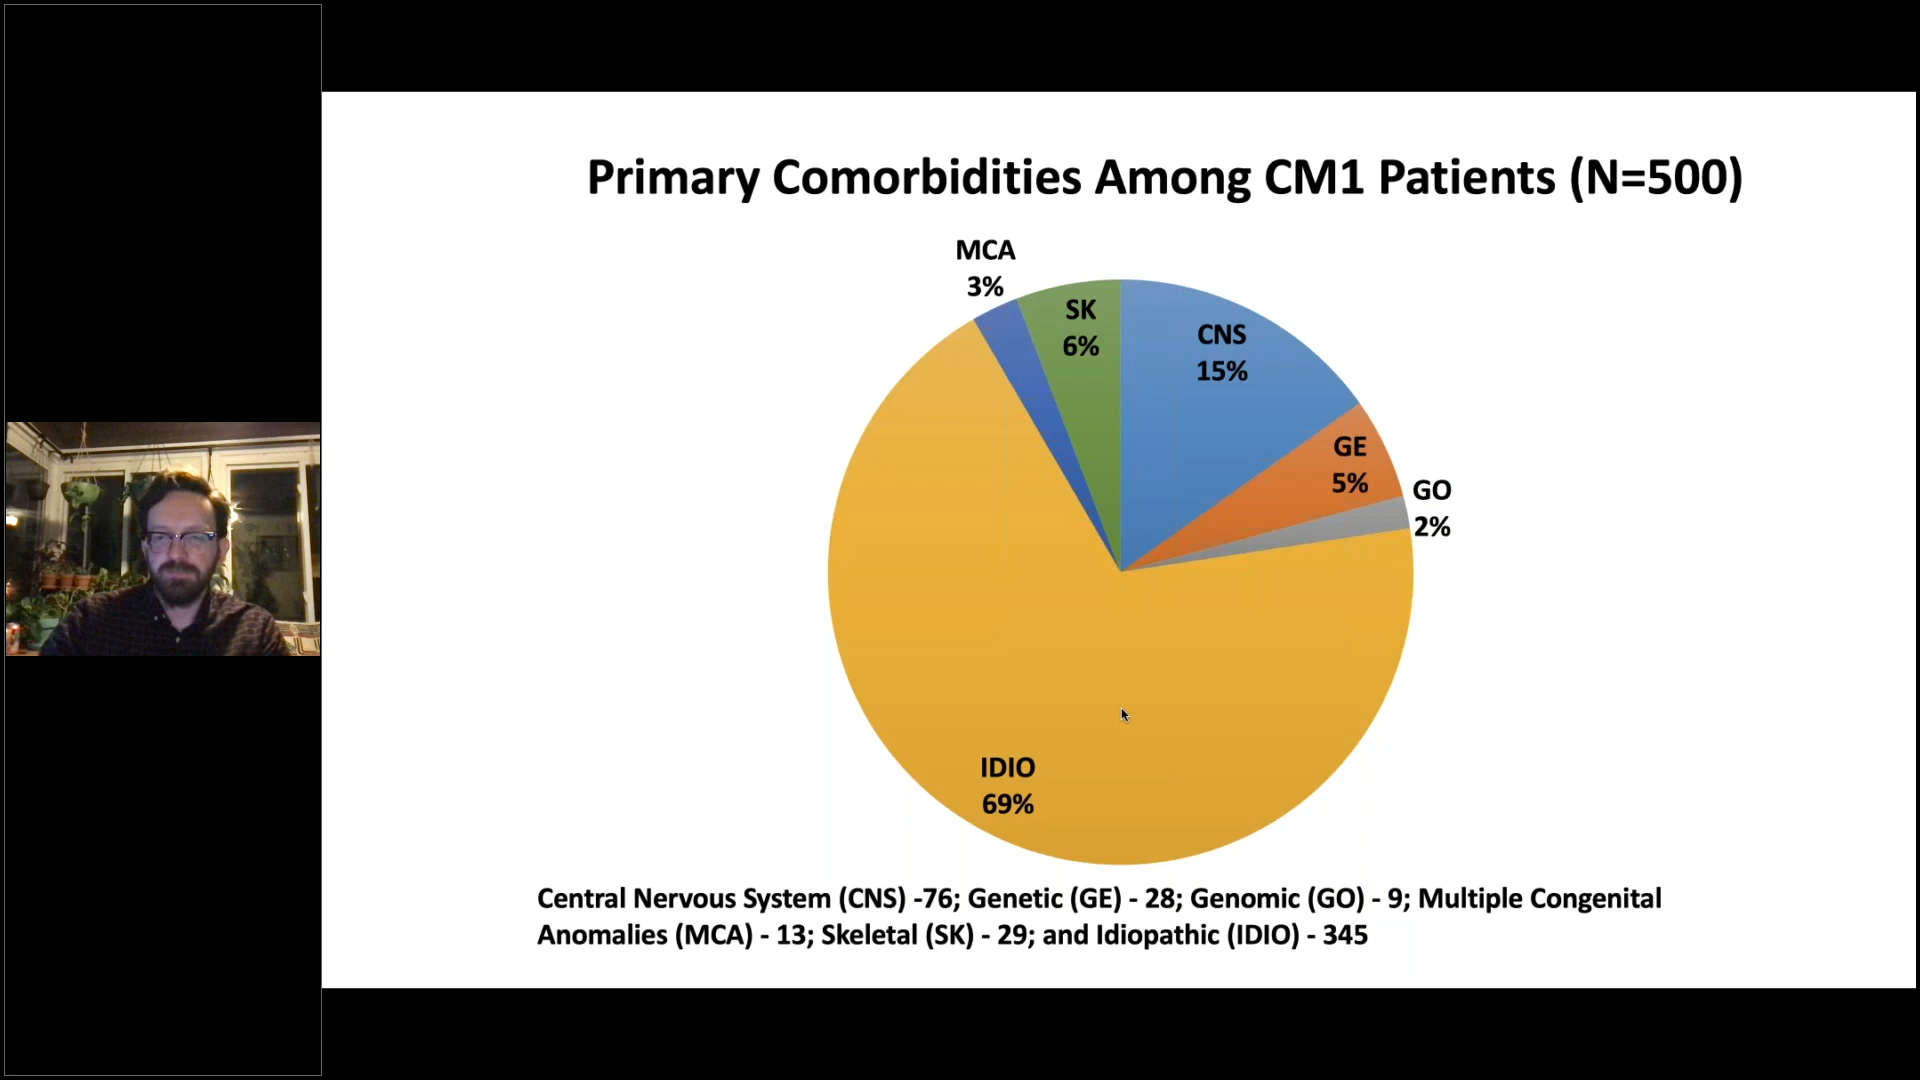 Primary Comorbidities Among CM1 Patients (N=500)
MCA
3%
SK
6%
CNS
15%
GE
5%
GO
2%
IDIO
69%
Central Nervous System (CNS) -76; Genetic (GE) - 28; Genomic (GO) - 9; Multiple Congenital
Anomalies (MCA) - 13; Skeletal (SK) - 29; and Idiopathic (IDIO) - 345